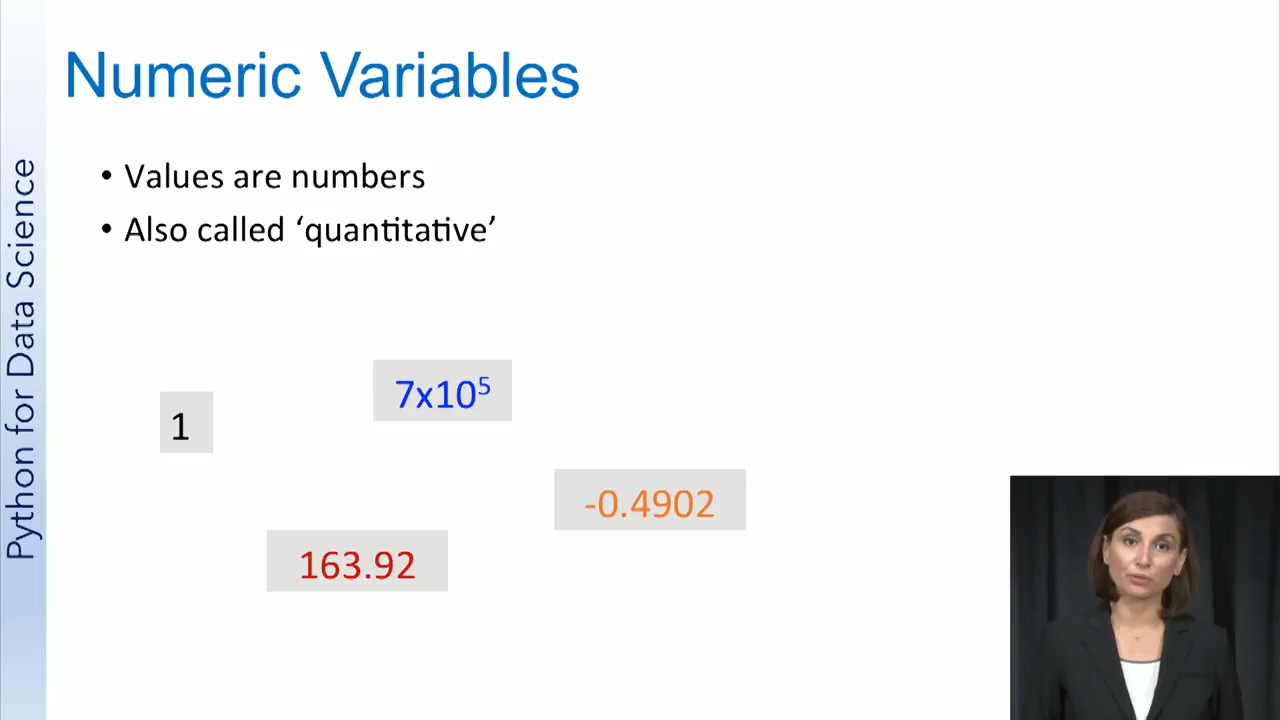 Numeric Variables
• Values are numbers
• Also called ‘quantitative’
7x10⁵
1
-0.4902
163.92
Python for Data Science